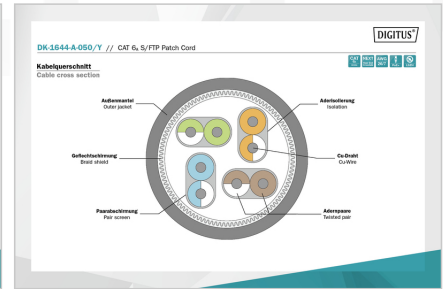 DIGITUS®
DK-1644-A-050/Y // CAT 6A S/FTP Patch Cord
Kabelquerschnitt
Cable cross section
Außenmantel
Outer jacket
Aderisolierung
Isolation
Geflechtschirmung
Braid shield
Cu-Draht
Cu-Wire
Paarabschirmung
Pair screen
Adernpaare
Twisted pair